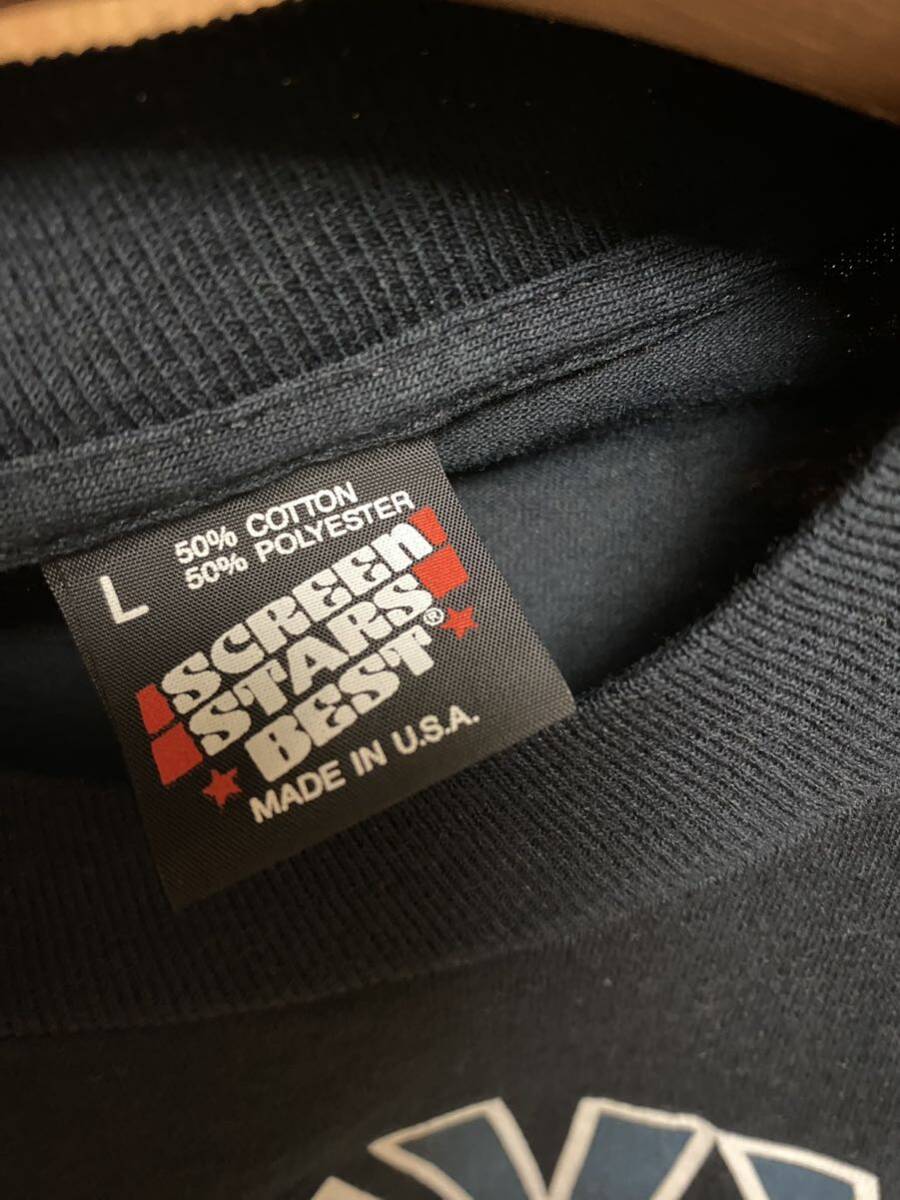 L
50% COTTON
50% POLYESTER
SCREEN
STARS
BEST®
MADE IN U.S.A.